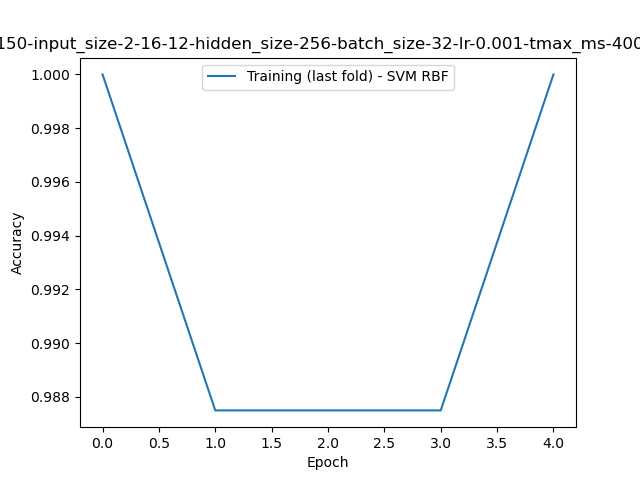 150-input_size-2-16-12-hidden_size-256-batch_size-32-lr-0.001-tmax_ms-400
Training (last fold) - SVM RBF
1.000
0.998
0.996
0.994
0.992
0.990
0.988
Accuracy
0.0 0.5 1.0 1.5 2.0 2.5 3.0 3.5 4.0
Epoch